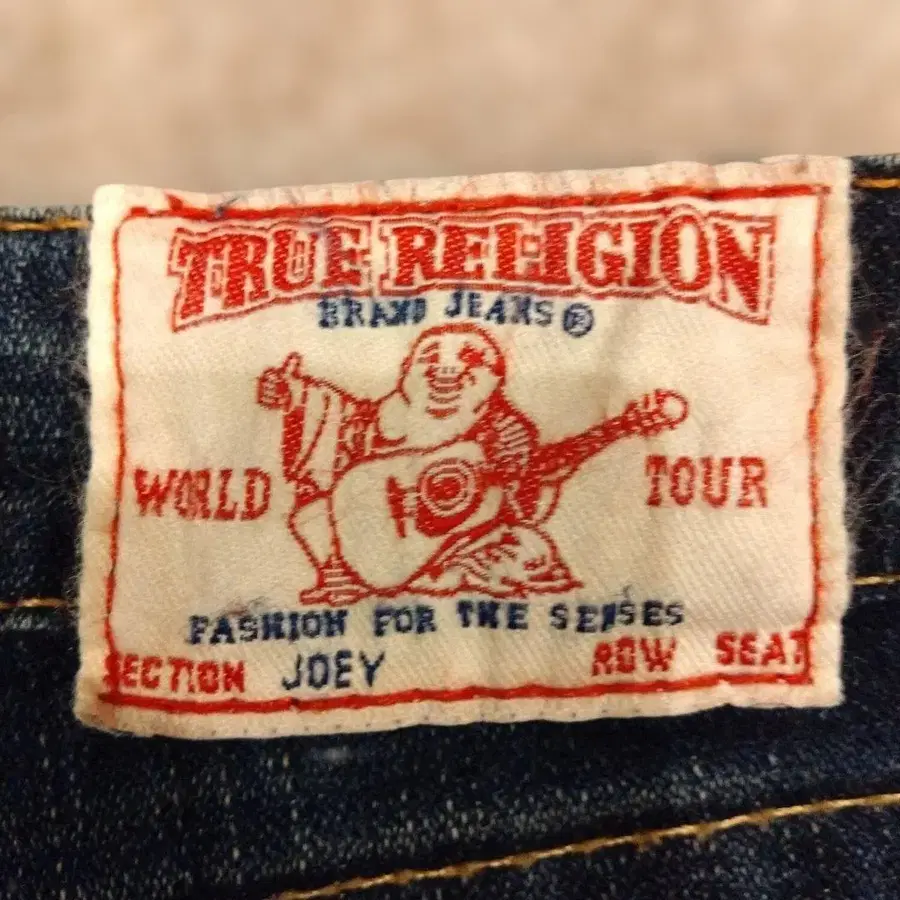 TRUE RELIGION
BRAND JEANS®
WORLD TOUR
FASHION FOR THE SENSES
SECTION JOEY ROW SEAT